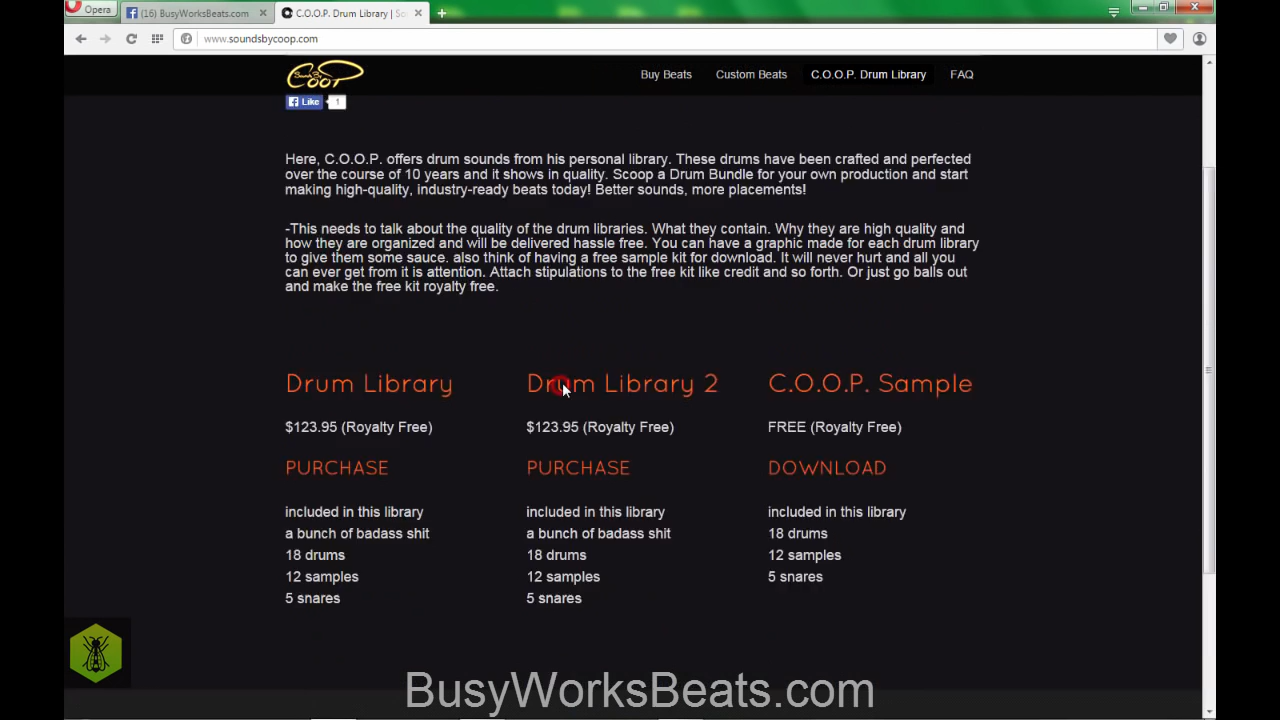 Opera
(16) BusyWorksBeats.com
C.O.O.P. Drum Library | So
www.soundsbycoop.com
Sounds By
COOP
Buy Beats
Custom Beats
C.O.O.P. Drum Library
FAQ
Like
1
Here, C.O.O.P. offers drum sounds from his personal library. These drums have been crafted and perfected
over the course of 10 years and it shows in quality. Scoop a Drum Bundle for your own production and start
making high-quality, industry-ready beats today! Better sounds, more placements!
-This needs to talk about the quality of the drum libraries. What they contain. Why they are high quality and
how they are organized and will be delivered hassle free. You can have a graphic made for each drum library
to give them some sauce. also think of having a free sample kit for download. It will never hurt and all you
can ever get from it is attention. Attach stipulations to the free kit like credit and so forth. Or just go balls out
and make the free kit royalty free.
Drum Library
$123.95 (Royalty Free)
PURCHASE
included in this library
a bunch of badass shit
18 drums
12 samples
5 snares
Drum Library 2
$123.95 (Royalty Free)
PURCHASE
included in this library
a bunch of badass shit
18 drums
12 samples
5 snares
C.O.O.P. Sample
FREE (Royalty Free)
DOWNLOAD
included in this library
18 drums
12 samples
5 snares
BusyWorksBeats.com